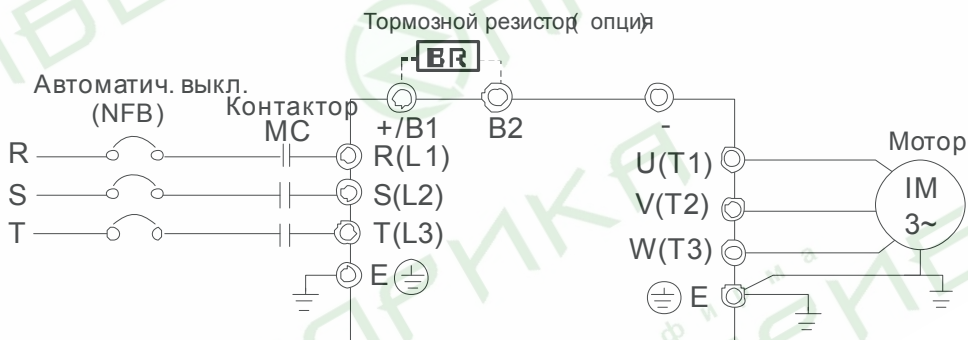 Тормозной резистор( опция)
BR
Автоматич. выкл.
(NFB)
Контактор
MC
+/B1
B2
-
R
R(L1)
U(T1)
Мотор
S
S(L2)
V(T2)
IM
3~
T
T(L3)
W(T3)
E
E